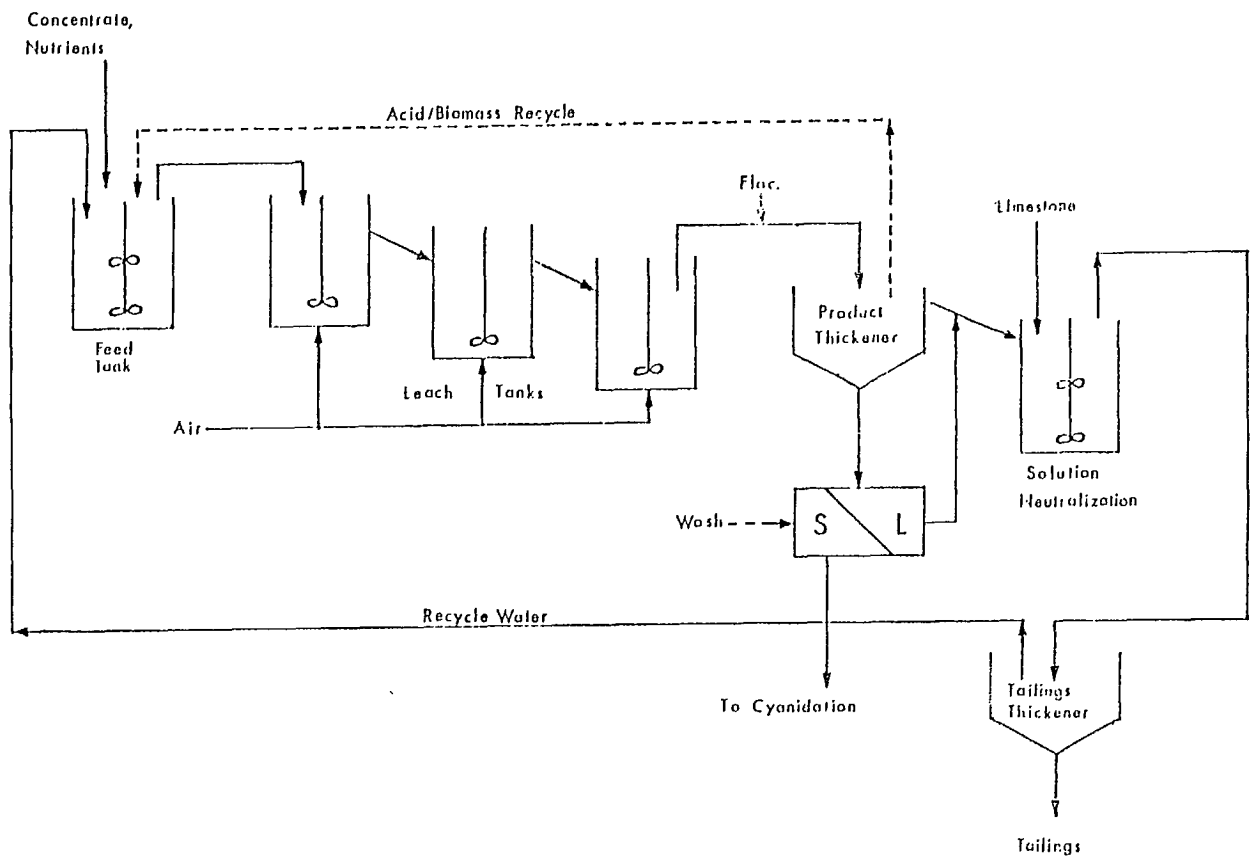 Concentrate,
Nutrients
Acid/Biomass Recycle
Floc.
Limestone
Product
Thickener
Feed
Tank
Leach Tanks
Air
Solution
Neutralization
Wash
S L
Recycle Water
To Cyanidation
Tailings
Thickener
Tailings